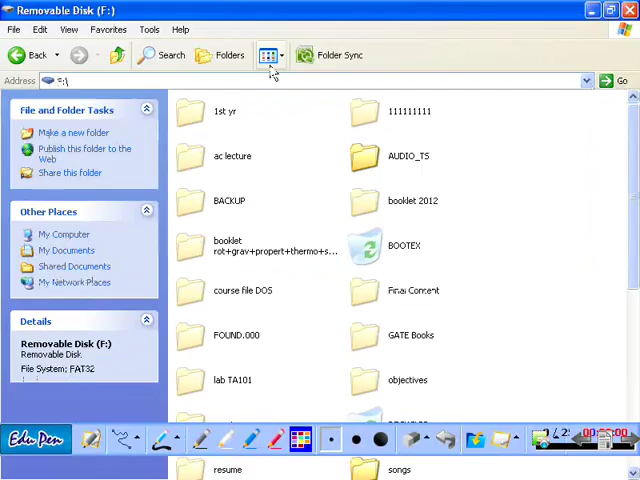 Removable Disk (F:)
File Edit View Favorites Tools Help
Back Search Folders Folder Sync
Address F:\ Go
File and Folder Tasks
Make a new folder
Publish this folder to the
Web
Share this folder
Other Places
My Computer
My Documents
Shared Documents
My Network Places
Details
Removable Disk (F:)
Removable Disk
File System: FAT32
1st yr 111111111
ac lecture AUDIO_TS
BACKUP booklet 2012
booklet
rot+grav+propert+thermo+s... BOOTEX
course file DOS Final Content
FOUND.000 GATE Books
lab TA101 objectives
Edu Pen
resume songs